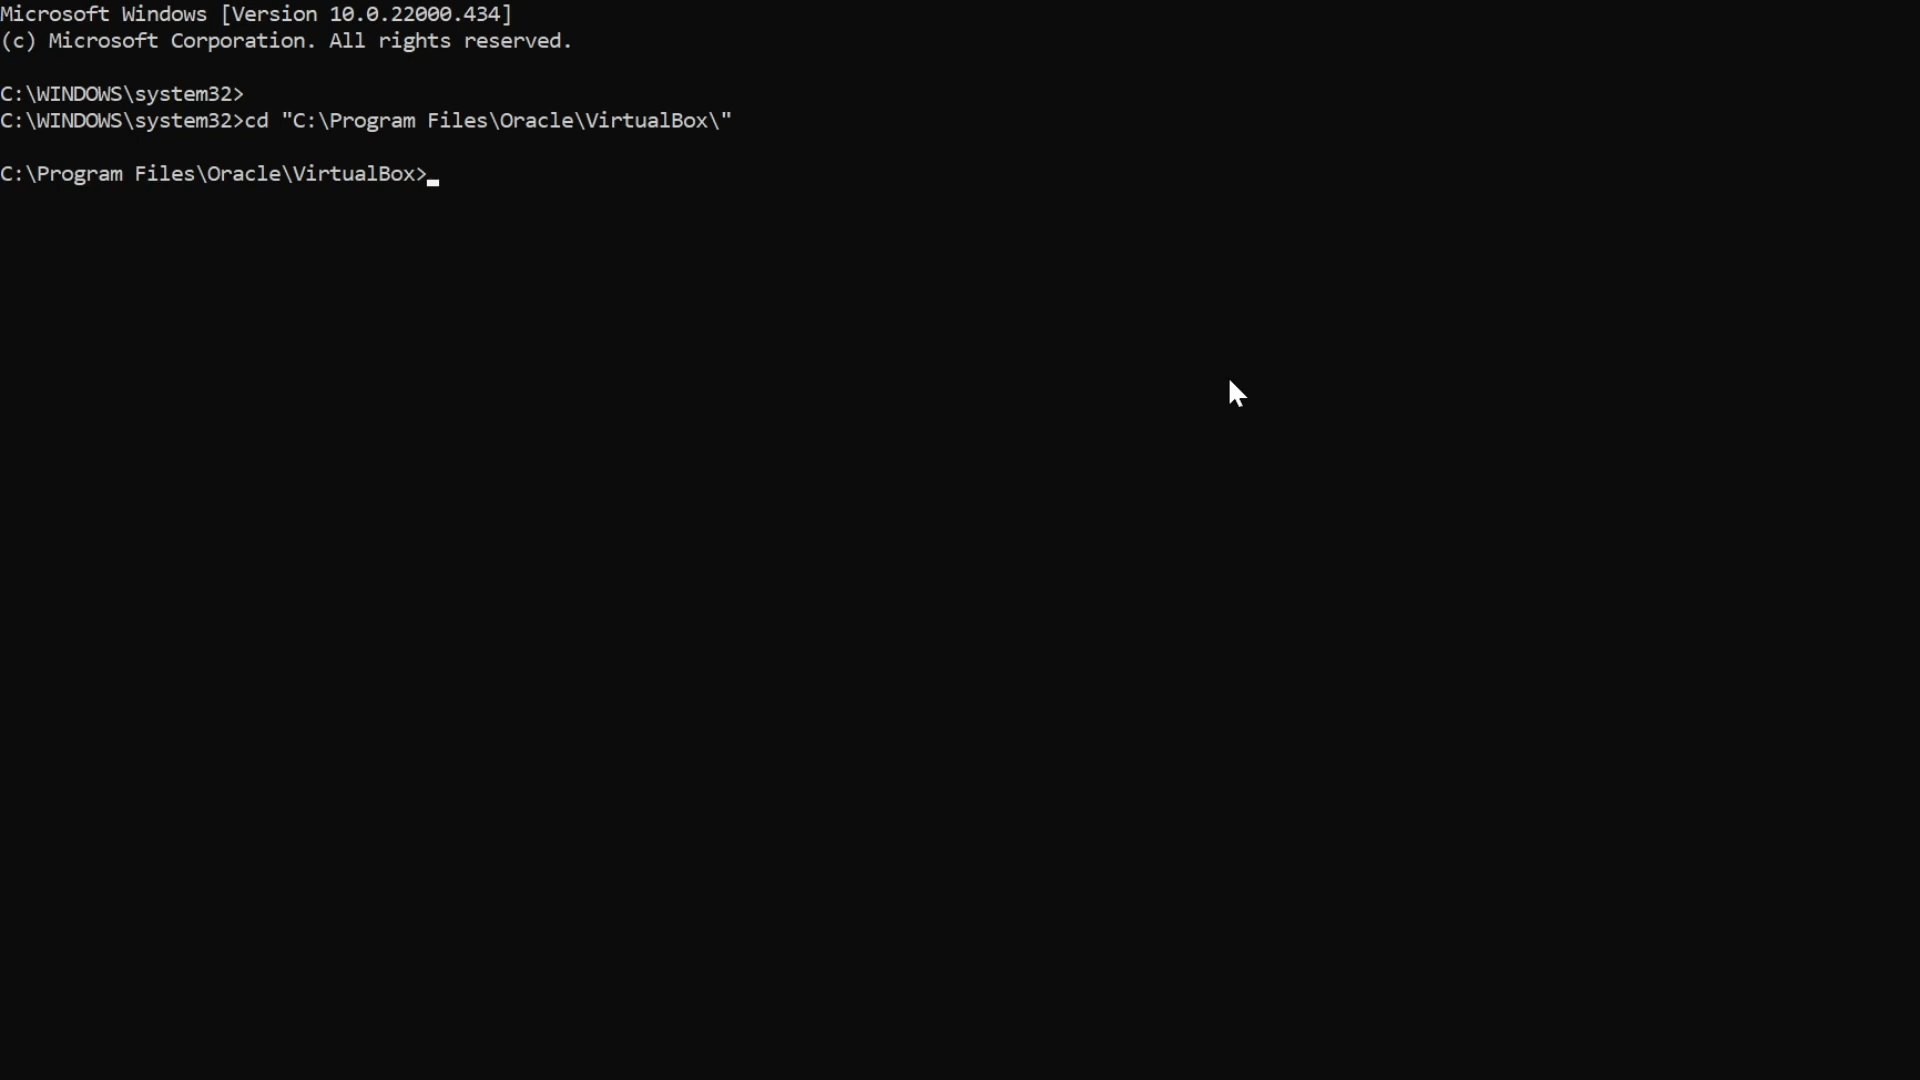 Microsoft Windows [Version 10.0.22000.434]
(c) Microsoft Corporation. All rights reserved.
C:\WINDOWS\system32>
C:\WINDOWS\system32>cd "C:\Program Files\Oracle\VirtualBox\"
C:\Program Files\Oracle\VirtualBox>